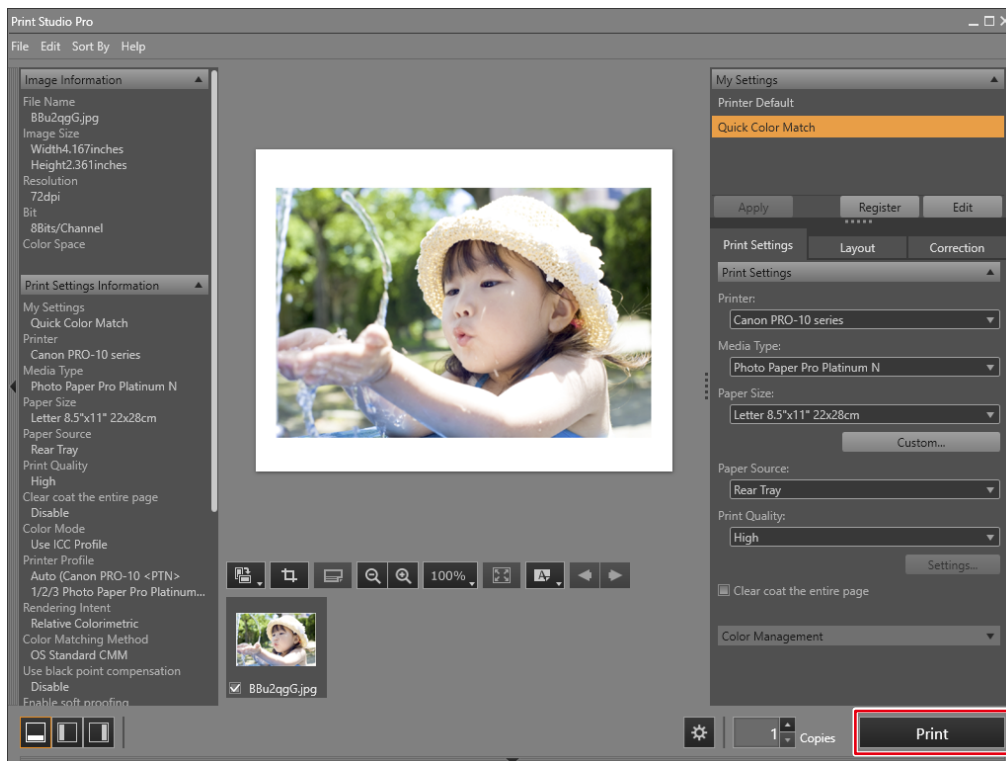 Print Studio Pro
File Edit Sort By Help
Image Information
File Name
BBu2qgG.jpg
Image Size
Width4.167inches
Height2.361inches
Resolution
72dpi
Bit
8Bits/Channel
Color Space
Print Settings Information
My Settings
Quick Color Match
Printer
Canon PRO-10 series
Media Type
Photo Paper Pro Platinum N
Paper Size
Letter 8.5"x11" 22x28cm
Paper Source
Rear Tray
Print Quality
High
Clear coat the entire page
Disable
Color Mode
Use ICC Profile
Printer Profile
Auto (Canon PRO-10 <PTN>
1/2/3 Photo Paper Pro Platinum...
Rendering Intent
Relative Colorimetric
Color Matching Method
OS Standard CMM
Use black point compensation
Disable
Enable soft proofing
100%
A
BBu2qgG.jpg
My Settings
Printer Default
Quick Color Match
Apply Register Edit
Print Settings Layout Correction
Print Settings
Printer:
Canon PRO-10 series
Media Type:
Photo Paper Pro Platinum N
Paper Size:
Letter 8.5"x11" 22x28cm
Custom...
Paper Source:
Rear Tray
Print Quality:
High
Settings...
Clear coat the entire page
Color Management
1 Copies
Print